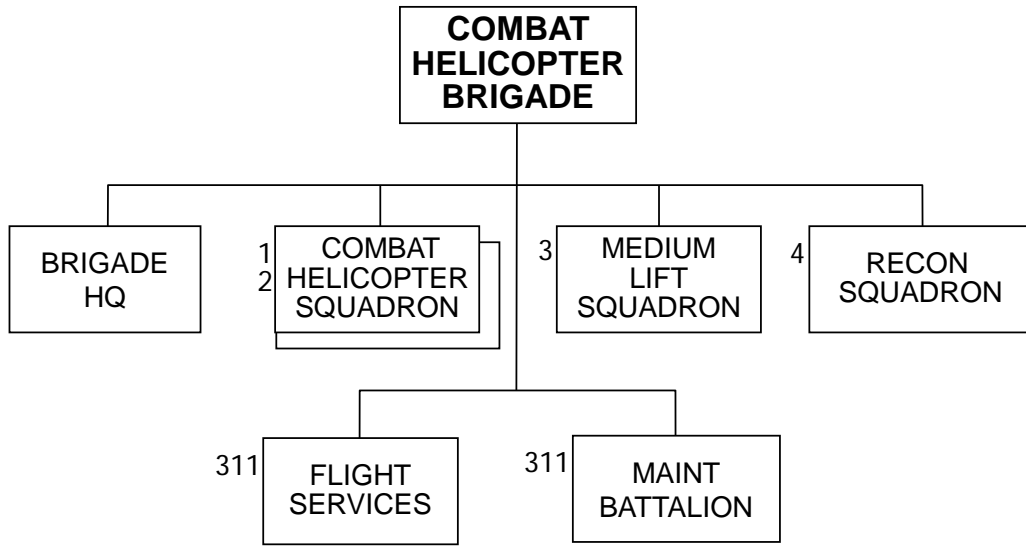 COMBAT
HELICOPTER
BRIGADE
BRIGADE
HQ
1
2
COMBAT
HELICOPTER
SQUADRON
3
MEDIUM
LIFT
SQUADRON
4
RECON
SQUADRON
311
FLIGHT
SERVICES
311
MAINT
BATTALION